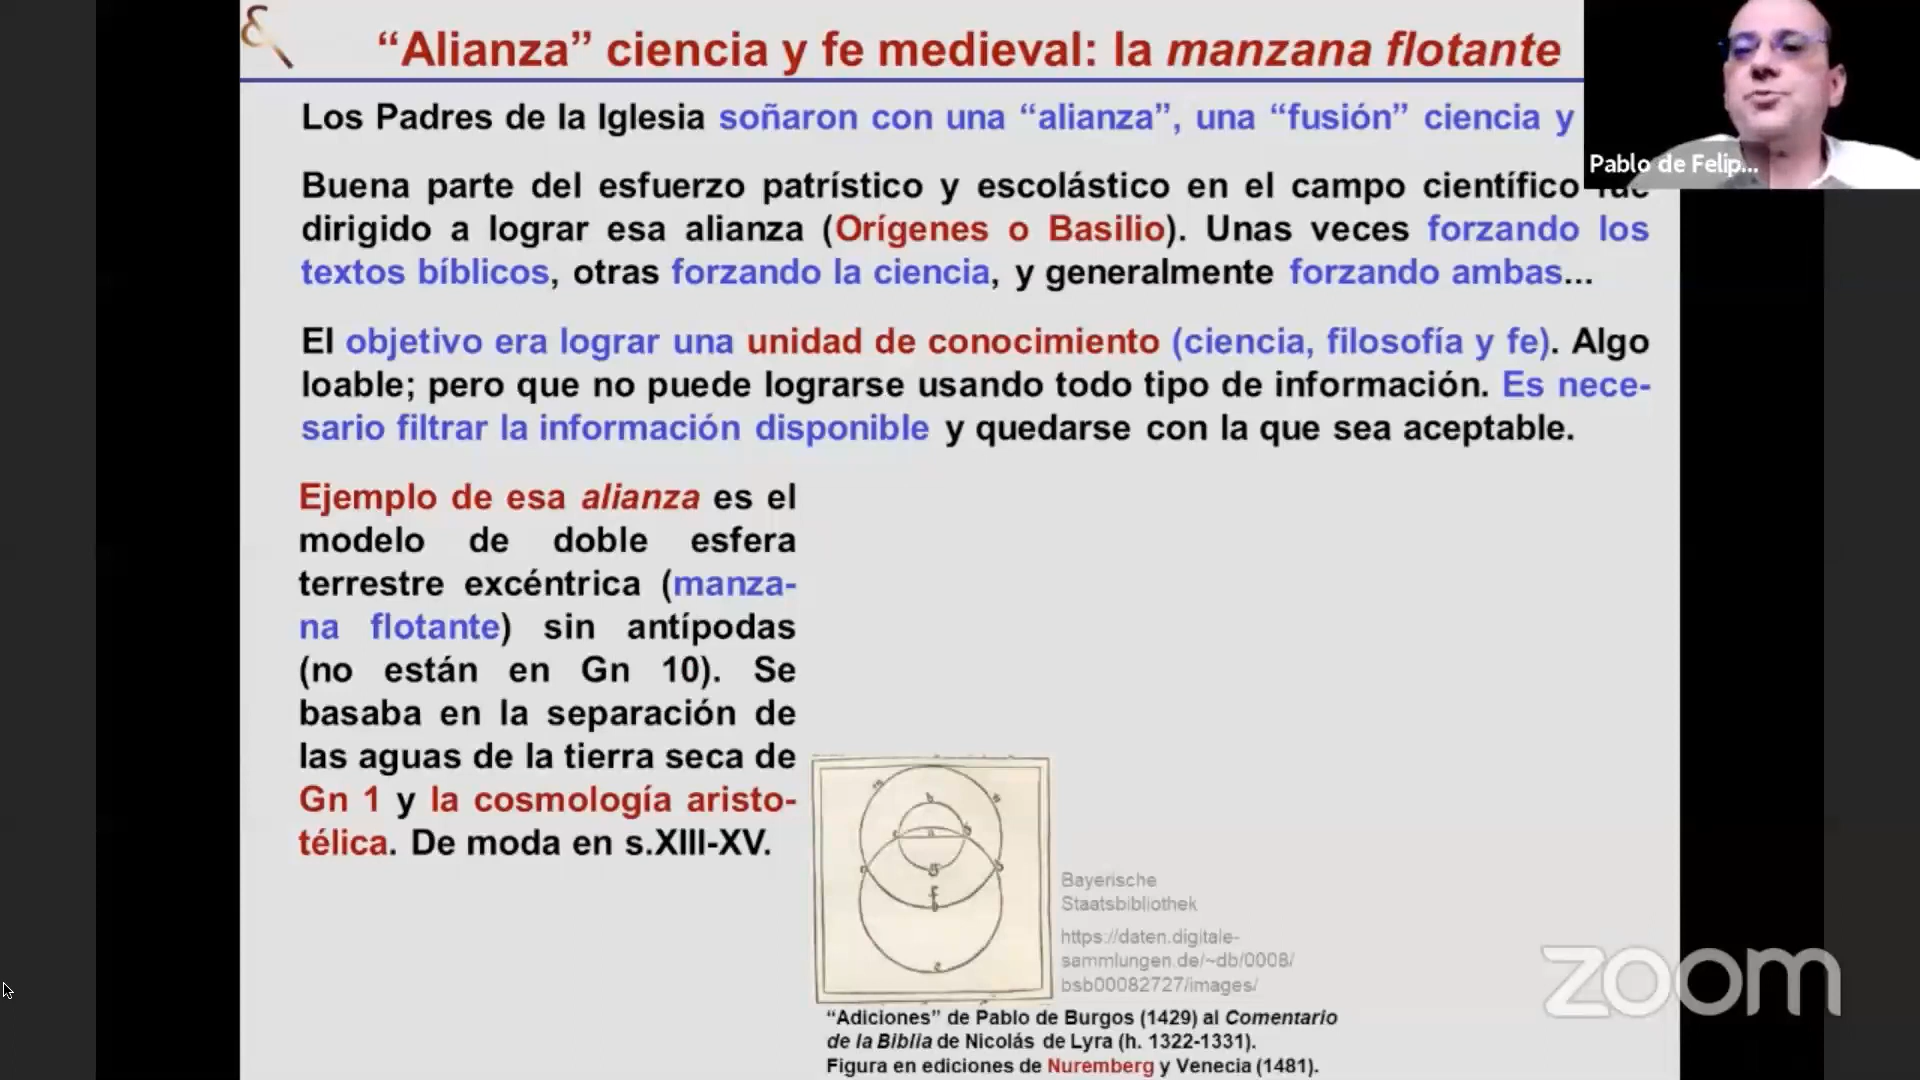 “Alianza” ciencia y fe medieval: la manzana flotante
Los Padres de la Iglesia soñaron con una “alianza”, una “fusión” ciencia y
Pablo de Felip...
Buena parte del esfuerzo patrístico y escolástico en el campo científico fue
dirigido a lograr esa alianza (Orígenes o Basilio). Unas veces forzando los
textos bíblicos, otras forzando la ciencia, y generalmente forzando ambas...
El objetivo era lograr una unidad de conocimiento (ciencia, filosofía y fe). Algo
loable; pero que no puede lograrse usando todo tipo de información. Es nece-
sario filtrar la información disponible y quedarse con la que sea aceptable.
Ejemplo de esa alianza es el
modelo de doble esfera
terrestre excéntrica (manza-
na flotante) sin antípodas
(no están en Gn 10). Se
basaba en la separación de
las aguas de la tierra seca de
Gn 1 y la cosmología aristo-
télica. De moda en s.XIII-XV.
Bayerische
Staatsbibliothek
https://daten.digitale-
sammlungen.de/~db/0008/
bsb00082727/images/
“Adiciones” de Pablo de Burgos (1429) al Comentario
de la Biblia de Nicolás de Lyra (h. 1322-1331).
Figura en ediciones de Nuremberg y Venecia (1481).
zoom